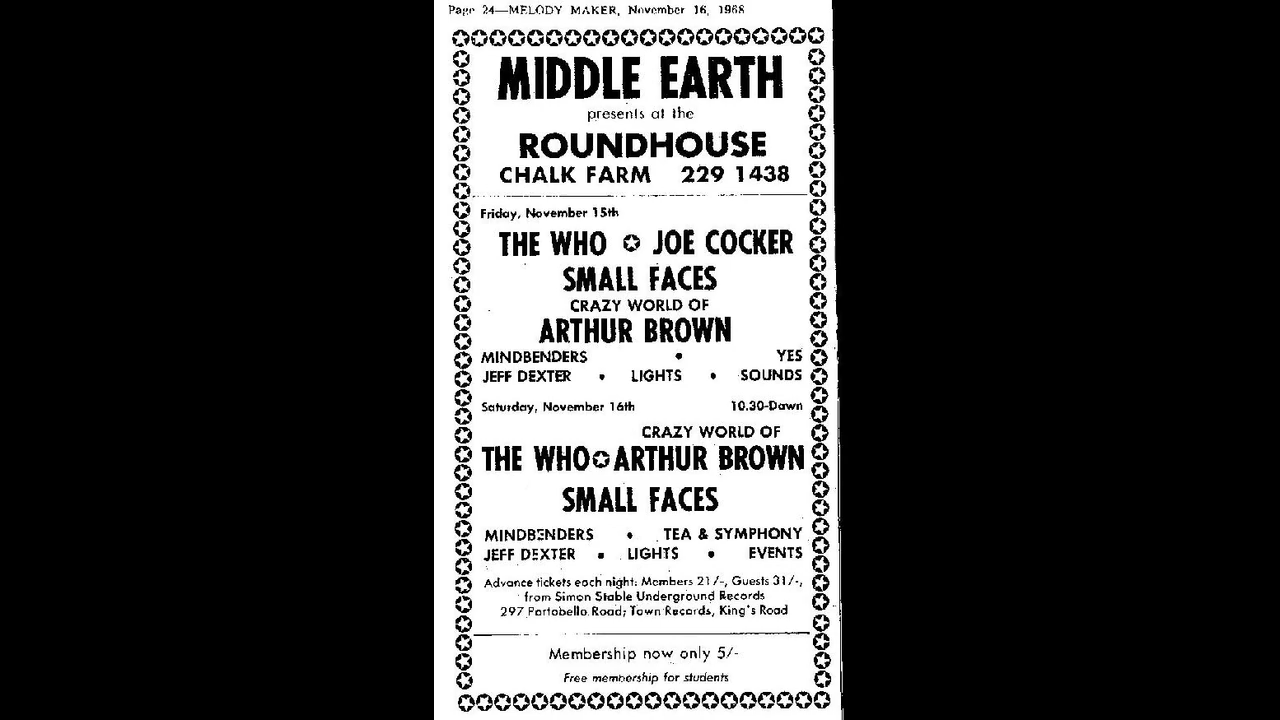 Page 24—MELODY MAKER, November 16, 1968
MIDDLE EARTH
presents at the
ROUNDHOUSE
CHALK FARM 229 1438
Friday, November 15th
THE WHO ✪ JOE COCKER
SMALL FACES
CRAZY WORLD OF
ARTHUR BROWN
MINDBENDERS • YES
JEFF DEXTER • LIGHTS • SOUNDS
Saturday, November 16th 10.30-Dawn
CRAZY WORLD OF
THE WHO ✪ ARTHUR BROWN
SMALL FACES
MINDBENDERS • TEA & SYMPHONY
JEFF DEXTER • LIGHTS • EVENTS
Advance tickets each night: Members 21/-, Guests 31/-,
from Simon Stable Underground Records
297 Portobello Road; Town Records, King's Road
Membership now only 5/-
Free membership for students